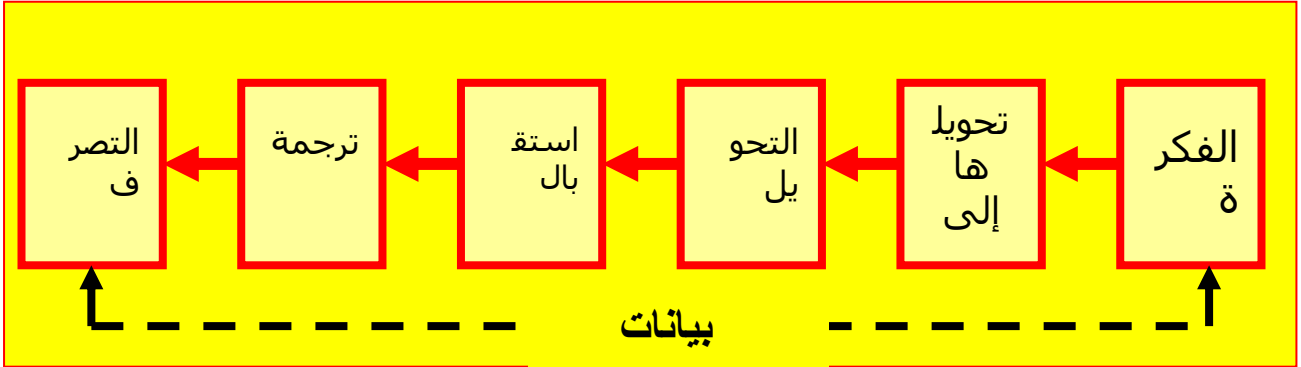 الفكر
ة
تحويل
ها
إلى
التحو
يل
استق
بال
ترجمة
التصر
ف
بيانات